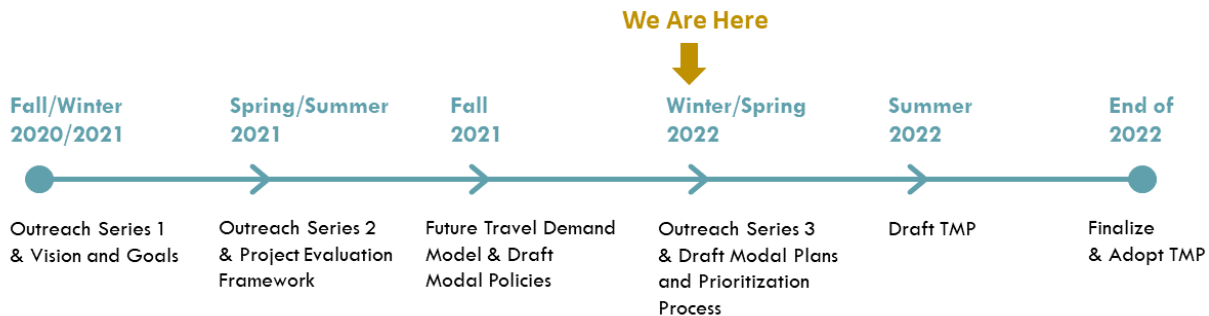 We Are Here
Fall/Winter
2020/2021
Spring/Summer
2021
Fall
2021
Winter/Spring
2022
Summer
2022
End of
2022
Outreach Series 1
& Vision and Goals
Outreach Series 2
& Project Evaluation
Framework
Future Travel Demand
Model & Draft
Modal Policies
Outreach Series 3
& Draft Modal Plans
and Prioritization
Process
Draft TMP
Finalize
& Adopt TMP